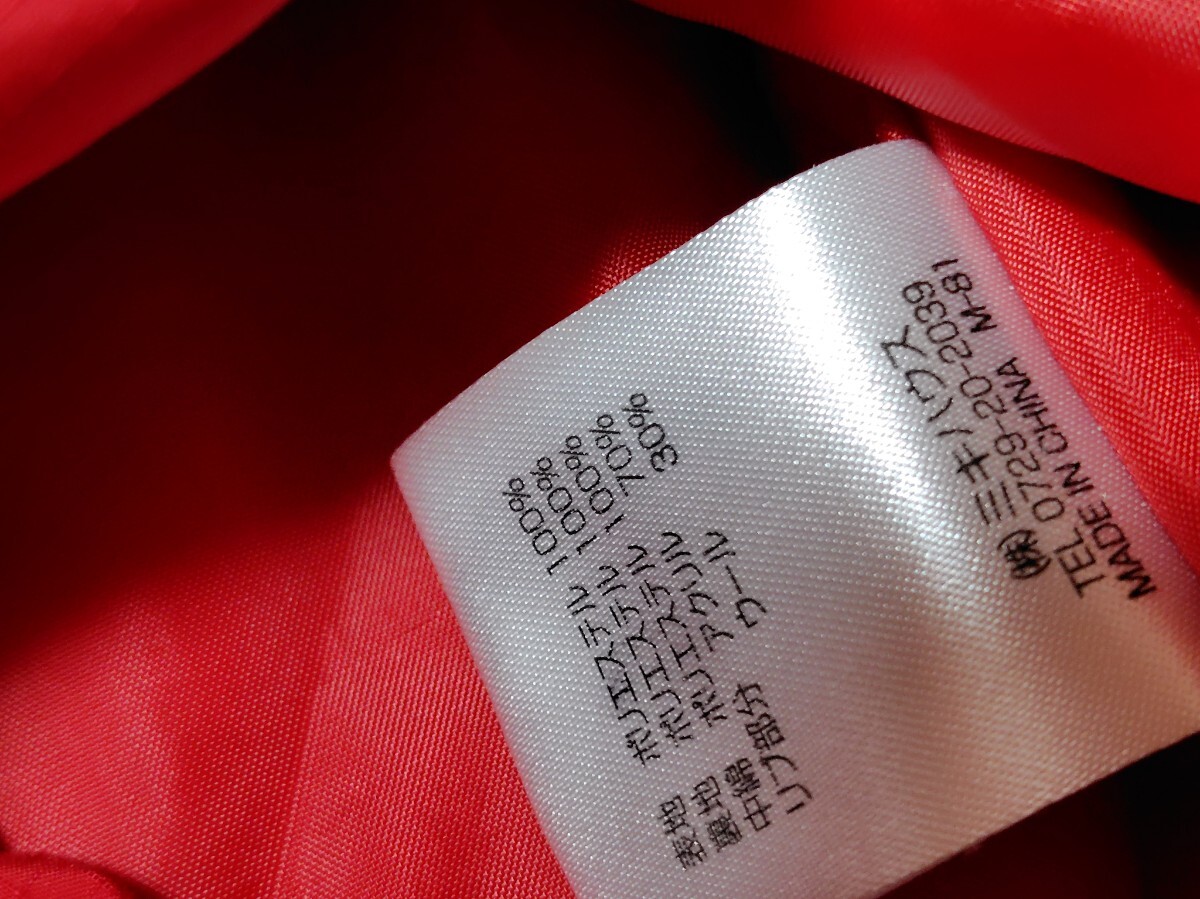 表地 ポリエステル 100%
裏地 ポリエステル 100%
中綿 ポリエステル 100%
リブ部分 アクリル 70%
ウール 30%
㈱ミキハウス
TEL 0729-20-2039
MADE IN CHINA M-81